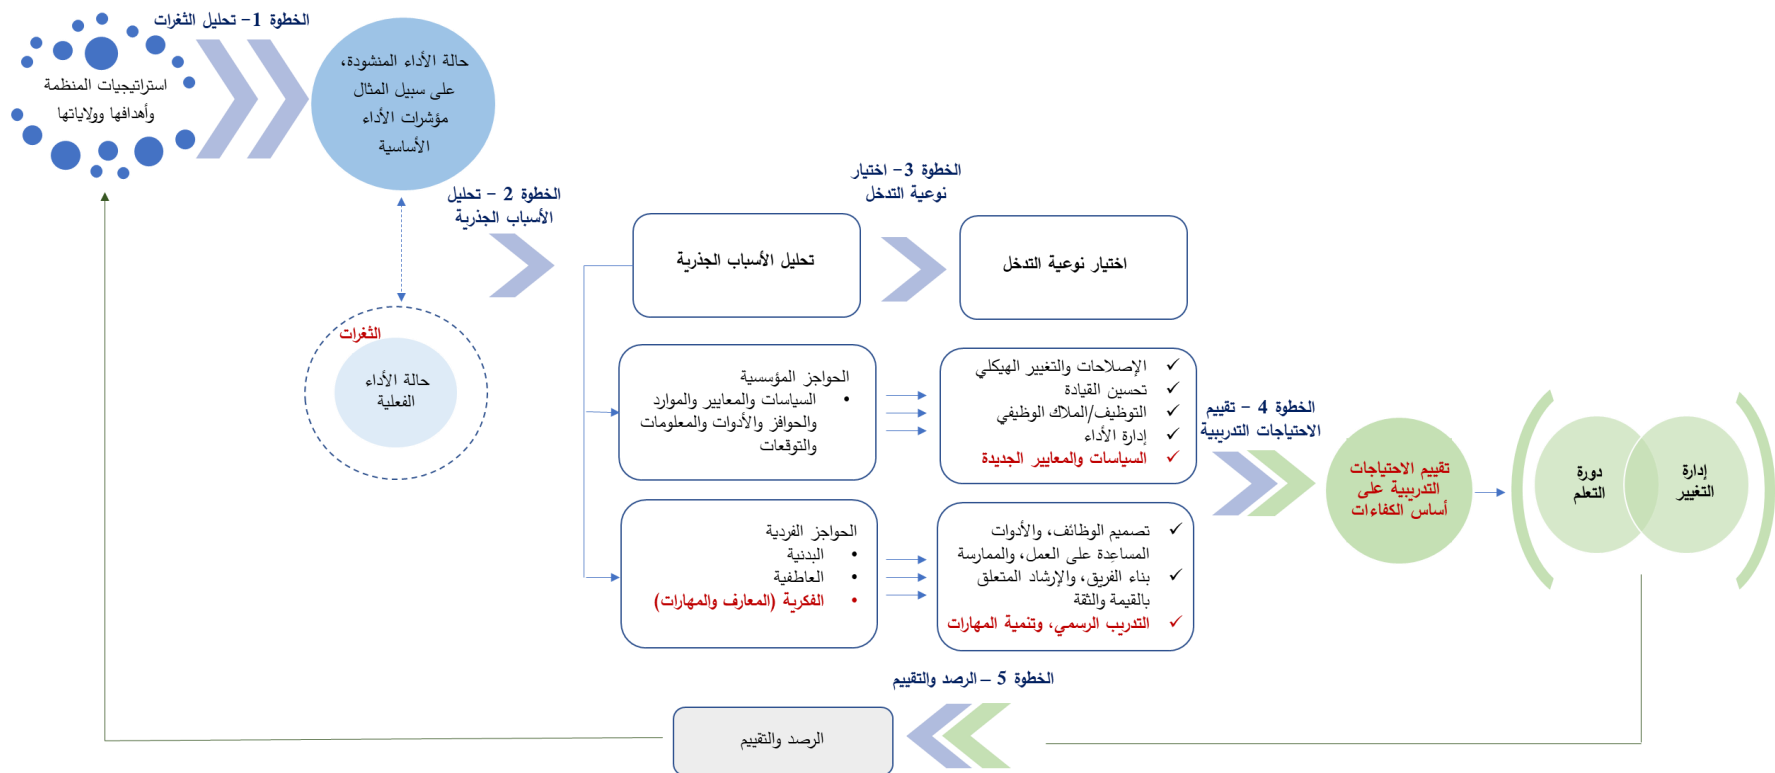 الخطوة 1- تحليل الثغرات
استراتيجيات المنظمة
وأهدافها وولاياتها
حالة الأداء المنشودة،
على سبيل المثال
مؤشرات الأداء
الأساسية
الخطوة 2 - تحليل
الأسباب الجذرية
الثغرات
حالة الأداء
الفعلية
الخطوة 3- اختيار
نوعية التدخل
تحليل الأسباب الجذرية
اختيار نوعية التدخل
الحواجز المؤسسية
• السياسات والمعايير والموارد
والحوافز والأدوات والمعلومات
والتوقعات
✓ الإصلاحات والتغيير الهيكلي
✓ تحسين القيادة
✓ التوظيف/الملاك الوظيفي
✓ إدارة الأداء
✓ السياسات والمعايير الجديدة
الحواجز الفردية
• البدنية
• العاطفية
• الفكرية (المعارف والمهارات)
✓ تصميم الوظائف، والأدوات
المساعِدة على العمل، والممارسة
✓ بناء الفريق، والإرشاد المتعلق
بالقيمة والثقة
✓ التدريب الرسمي، وتنمية المهارات
الخطوة 4 - تقييم
الاحتياجات التدريبية
تقييم الاحتياجات
التدريبية على
أساس الكفاءات
دورة
التعلم
إدارة
التغيير
الخطوة 5 – الرصد والتقييم
الرصد والتقييم